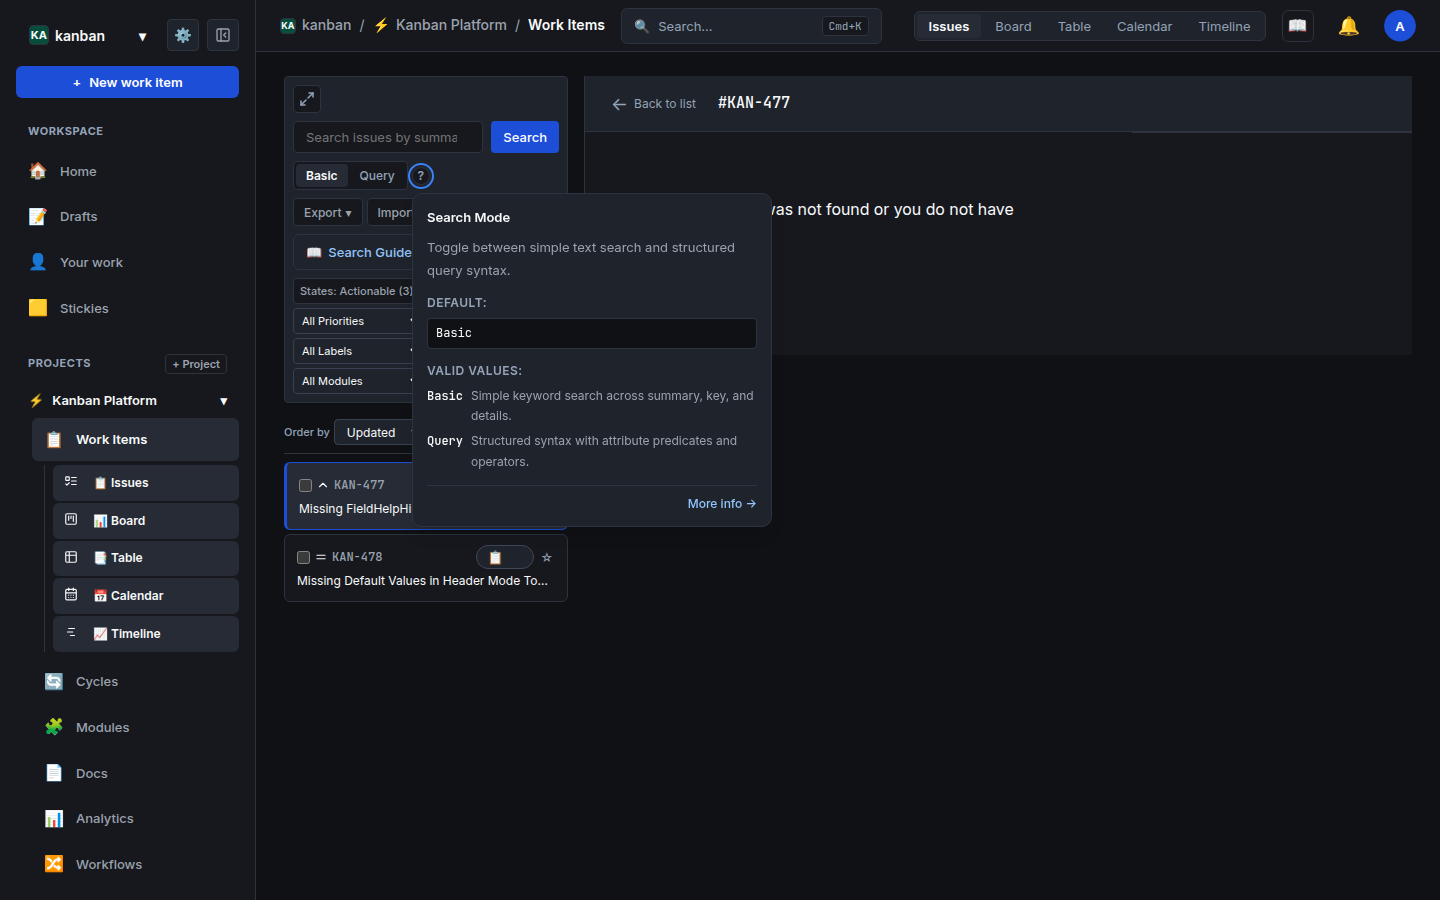 KA kanban ▾
+ New work item
WORKSPACE
Home
Drafts
Your work
Stickies
PROJECTS + Project
Kanban Platform ▾
Work Items
Issues
Board
Table
Calendar
Timeline
Cycles
Modules
Docs
Analytics
Workflows
KA kanban / Kanban Platform / Work Items
Search... Cmd+K
Issues Board Table Calendar Timeline
A
Search issues by summa Search
Basic Query ?
Export ▾
Search Guide
States: Actionable (3)
All Priorities
All Labels
All Modules
Order by Updated
KAN-477
Missing FieldHelpHi
KAN-478
Missing Default Values in Header Mode To...
← Back to list #KAN-477
was not found or you do not have
Search Mode
Toggle between simple text search and structured
query syntax.
DEFAULT:
Basic
VALID VALUES:
Basic Simple keyword search across summary, key, and
details.
Query Structured syntax with attribute predicates and
operators.
More info →